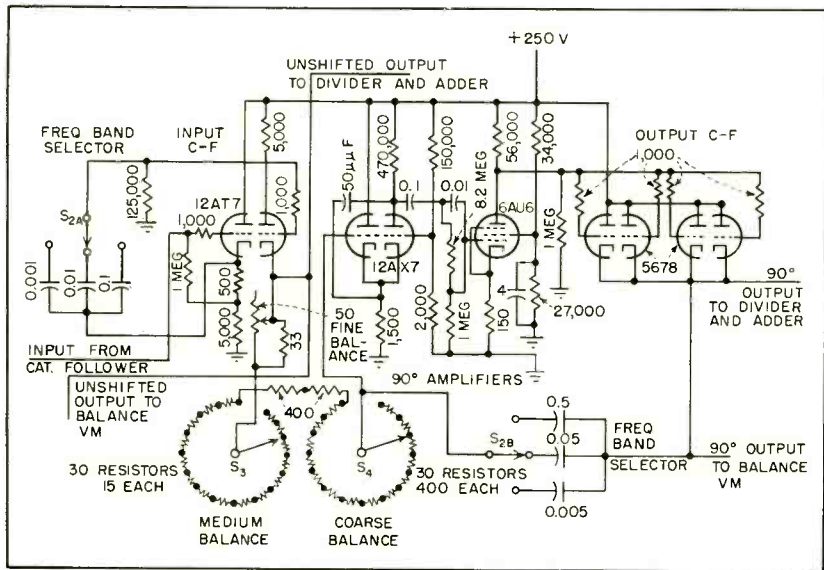 +250 V
UNSHIFTED OUTPUT
TO DIVIDER AND ADDER
FREQ BAND
SELECTOR
INPUT
C-F
OUTPUT C-F
5,000
50μμF
470,000
150,000
8.2 MEG
56,000
34,000
1,000
125,000
12AT7
1,000
0.1
0.01
6AU6
S2A
1,000
1 MEG
12AX7
5678
0.001
0.01
0.1
1 MEG
500
90°
OUTPUT
TO DIVIDER
AND ADDER
5,000
50
FINE
BAL-
ANCE
33
1,500
2,000
1 MEG
150
4
27,000
INPUT FROM
CAT. FOLLOWER
UNSHIFTED
OUTPUT TO
BALANCE
VM
90° AMPLIFIERS
400
0.5
0.05
0.005
FREQ
BAND
SELECTOR
S2B
90° OUTPUT
TO BALANCE
VM
S3
S4
30 RESISTORS
15 EACH
30 RESISTORS
400 EACH
MEDIUM
BALANCE
COARSE
BALANCE